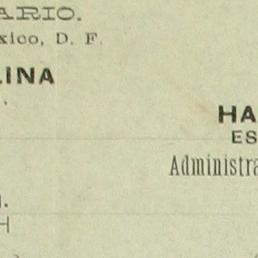 ARIO.
xico, D. F.
LINA
HA
ES
Administra
H